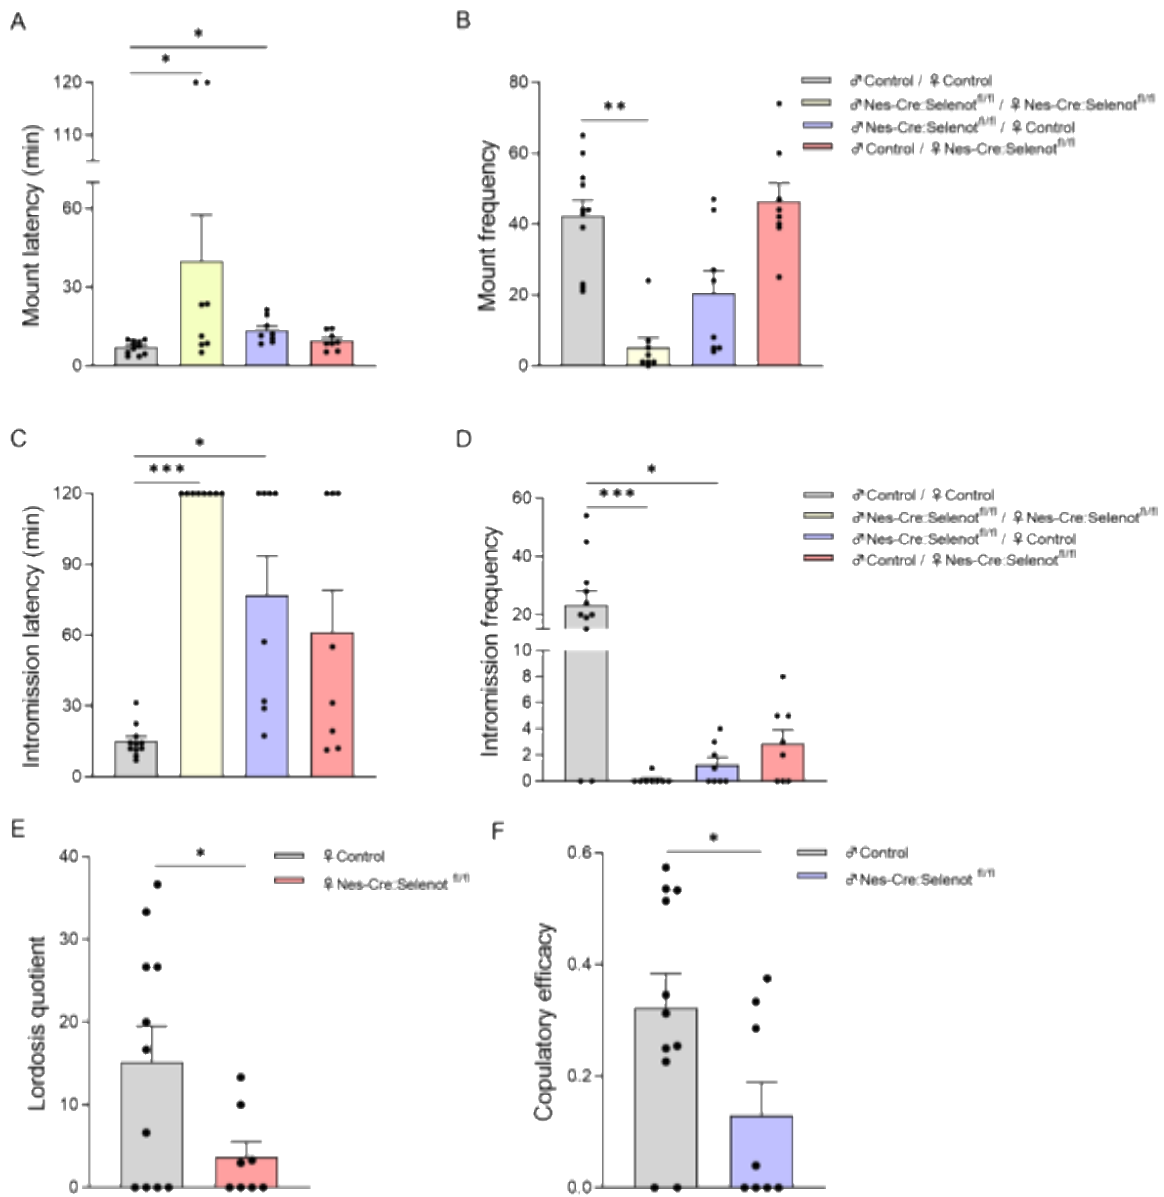 A
*
*
Mount latency (min)
120
110
60
30
0
B
**
Mount frequency
80
60
40
20
0
♂Control / ♀Control
♂Nes-Cre:Selenot fl/fl / ♀Nes-Cre:Selenot fl/fl
♂Nes-Cre:Selenot fl/fl / ♀Control
♂Control / ♀Nes-Cre:Selenot fl/fl
C
*
***
Intromission latency (min)
120
90
60
30
0
D
*
***
Intromission frequency
60
40
20
10
8
6
4
2
0
♂Control / ♀Control
♂Nes-Cre:Selenot fl/fl / ♀Nes-Cre:Selenot fl/fl
♂Nes-Cre:Selenot fl/fl / ♀Control
♂Control / ♀Nes-Cre:Selenot fl/fl
E
*
Lordosis quotient
40
30
20
10
0
♀Control
♀Nes-Cre:Selenot fl/fl
F
*
Copulatory efficacy
0.6
0.4
0.2
0.0
♂Control
♂Nes-Cre:Selenot fl/fl